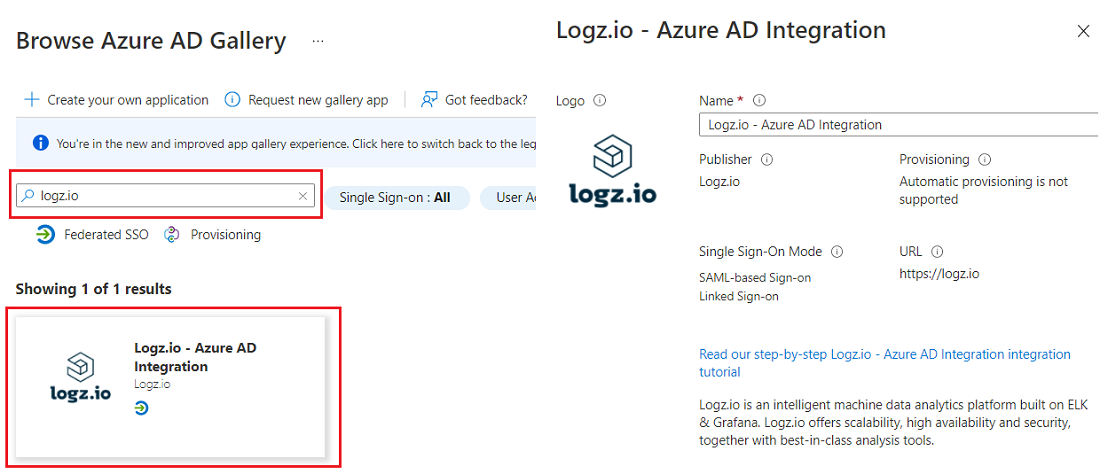 Browse Azure AD Gallery ...
Create your own application
Request new gallery app
Got feedback?
You're in the new and improved app gallery experience. Click here to switch back to the leg
logz.io
Single Sign-on : All
User Ac
Federated SSO
Provisioning
Showing 1 of 1 results
logz.io
Logz.io - Azure AD
Integration
Logz.io
Logz.io - Azure AD Integration
Logo
logz.io
Name *
Logz.io - Azure AD Integration
Publisher
Logz.io
Provisioning
Automatic provisioning is not
supported
Single Sign-On Mode
SAML-based Sign-on
Linked Sign-on
URL
https://logz.io
Read our step-by-step Logz.io - Azure AD Integration integration
tutorial
Logz.io is an intelligent machine data analytics platform built on ELK
& Grafana. Logz.io offers scalability, high availability and security,
together with best-in-class analysis tools.